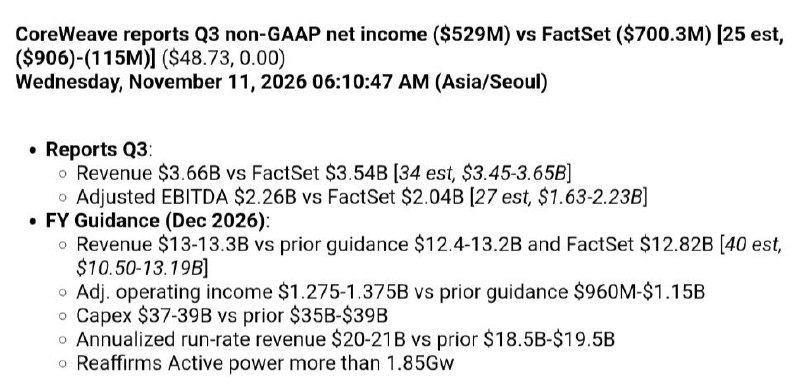 CoreWeave reports Q3 non-GAAP net income ($529M) vs FactSet ($700.3M) [25 est,
($906)-(115M)] ($48.73, 0.00)
Wednesday, November 11, 2026 06:10:47 AM (Asia/Seoul)
• Reports Q3:
○ Revenue $3.66B vs FactSet $3.54B [34 est, $3.45-3.65B]
○ Adjusted EBITDA $2.26B vs FactSet $2.04B [27 est, $1.63-2.23B]
• FY Guidance (Dec 2026):
○ Revenue $13-13.3B vs prior guidance $12.4-13.2B and FactSet $12.82B [40 est,
$10.50-13.19B]
○ Adj. operating income $1.275-1.375B vs prior guidance $960M-$1.15B
○ Capex $37-39B vs prior $35B-$39B
○ Annualized run-rate revenue $20-21B vs prior $18.5B-$19.5B
○ Reaffirms Active power more than 1.85Gw